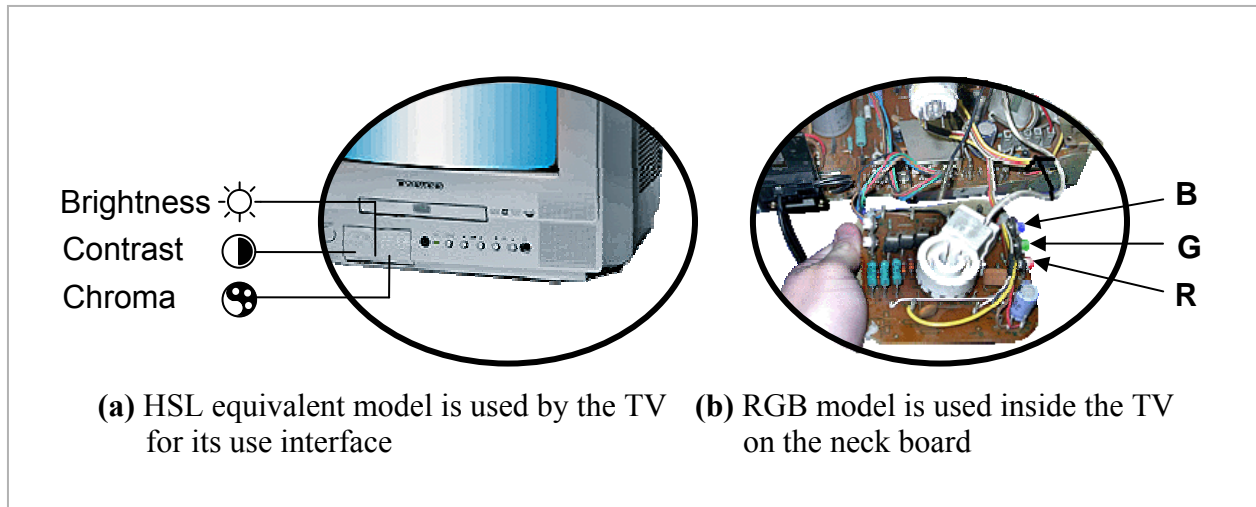 Brightness
Contrast
Chroma
B
G
R
(a) HSL equivalent model is used by the TV
for its use interface
(b) RGB model is used inside the TV
on the neck board